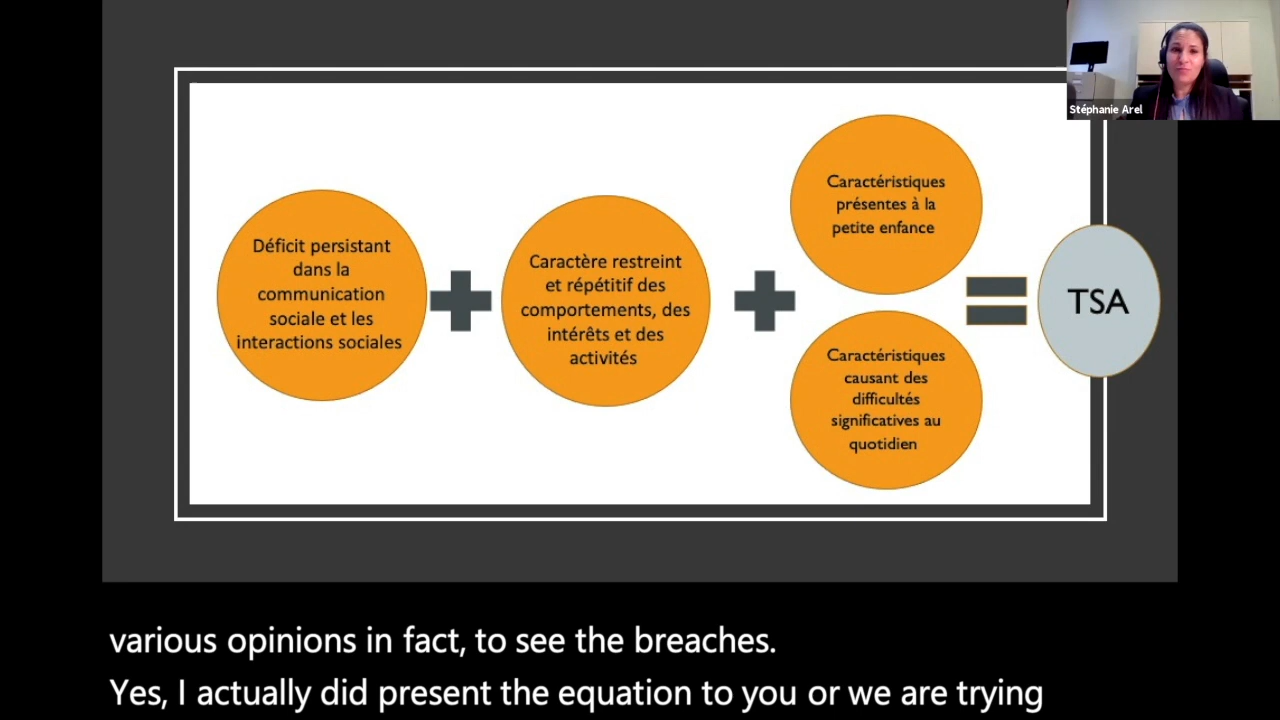 Stéphanie Arel
Déficit persistant
dans la
communication
sociale et les
interactions sociales
Caractère restreint
et répétitif des
comportements, des
intérêts et des
activités
Caractéristiques
présentes à la
petite enfance
Caractéristiques
causant des
difficultés
significatives au
quotidien
TSA
various opinions in fact, to see the breaches.
Yes, I actually did present the equation to you or we are trying